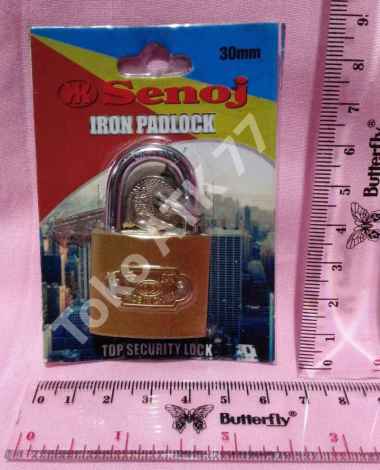 30mm
Senoj
IRON PADLOCK
Toko ATK 77
TOP SECURITY LOCK
Butterfly
Butterfly